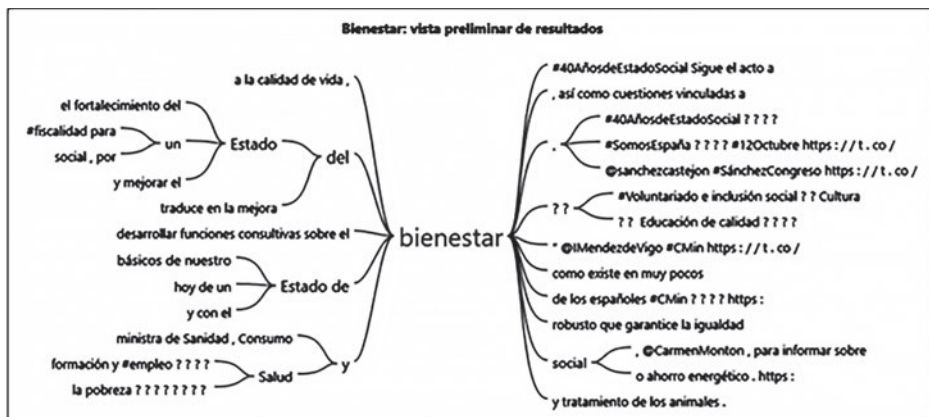 Bienestar: vista preliminar de resultados
a la calidad de vida ,
el fortalecimiento del
#fiscalidad para
social , por
un
y mejorar el
Estado
traduce en la mejora
del
desarrollar funciones consultivas sobre el
básicos de nuestro
hoy de un
y con el
Estado de
ministra de Sanidad , Consumo
formación y #empleo ? ? ? ?
la pobreza ? ? ? ? ? ? ? ?
Salud
y
bienestar
#40AñosdeEstadoSocial Sigue el acto a
, así como cuestiones vinculadas a
.
#40AñosdeEstadoSocial ? ? ? ?
#SomosEspaña ? ? ? ? #12Octubre https : / / t . co /
@sanchezcastejon #SánchezCongreso https : / / t . co /
? ?
#Voluntariado e inclusión social ? ? Cultura
? ? Educación de calidad ? ? ? ?
" @IMendezdeVigo #CMin https : / / t . co /
como existe en muy pocos
de los españoles #CMin ? ? ? ? https :
robusto que garantice la igualdad
social
, @CarmenMonton , para informar sobre
o ahorro energético . https :
y tratamiento de los animales .